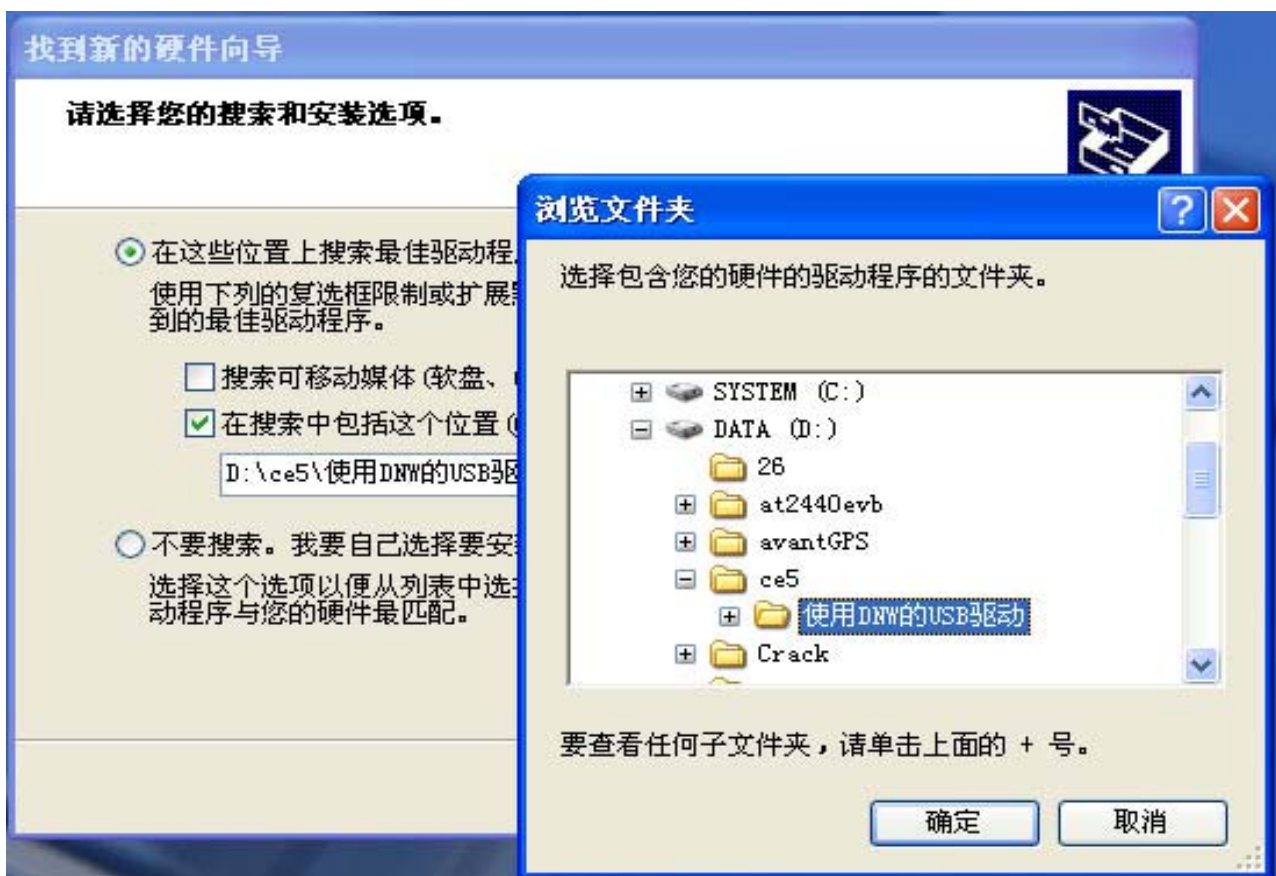 找到新的硬件向导
请选择您的搜索和安装选项。
在这些位置上搜索最佳驱动程
使用下列的复选框限制或扩展
到的最佳驱动程序。
搜索可移动媒体(软盘、
在搜索中包括这个位置(
D:\ce5\使用DNW的USB驱
不要搜索。我要自己选择要安
选择这个选项以便从列表中选
动程序与您的硬件最匹配。
浏览文件夹
选择包含您的硬件的驱动程序的文件夹。
SYSTEM (C:)
DATA (D:)
26
at2440evb
avantGPS
ce5
使用DNW的USB驱动
Crack
要查看任何子文件夹，请单击上面的 + 号。
确定
取消